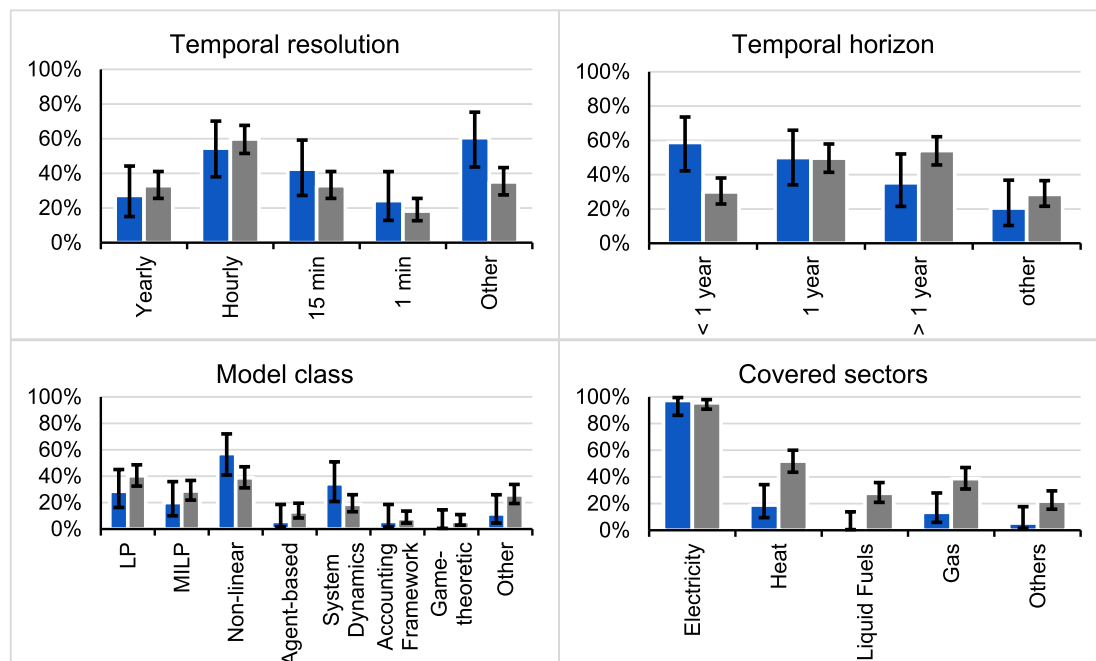 Temporal resolution
100%
80%
60%
40%
20%
0%
Yearly
Hourly
15 min
1 min
Other
Temporal horizon
100%
80%
60%
40%
20%
0%
< 1 year
1 year
> 1 year
other
Model class
100%
80%
60%
40%
20%
0%
LP
MILP
Non-linear
Agent-based
System
Dynamics
Accounting
Framework
Game-
theoretic
Other
Covered sectors
100%
80%
60%
40%
20%
0%
Electricity
Heat
Liquid Fuels
Gas
Others